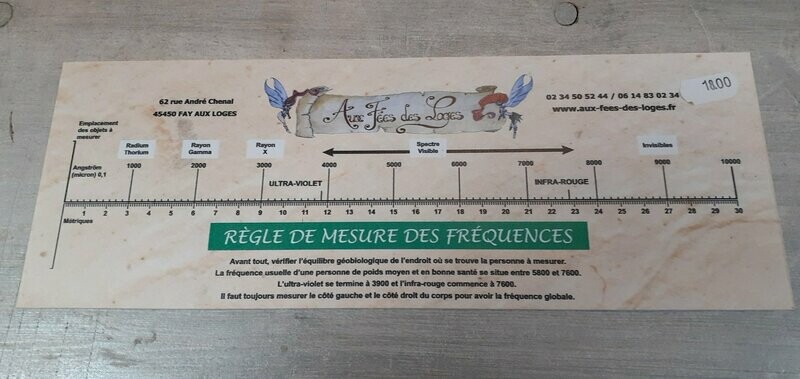 62 rue André Chenal
45450 FAY AUX LOGES
Aux Fées des Loges
02 34 50 52 44 / 06 14 83 02 34
www.aux-fees-des-loges.fr
18.00
Emplacement
des objets à
mesurer
Radium
Thorium
Rayon
Gamma
Rayon
X
Spectre
Visible
Invisibles
Angström
(micron) 0,1
1000 2000 3000 4000 5000 6000 7000 8000 9000 10000
ULTRA-VIOLET INFRA-ROUGE
Métriques
1 2 3 4 5 6 7 8 9 10 11 12 13 14 15 16 17 18 19 20 21 22 23 24 25 26 27 28 29 30
RÈGLE DE MESURE DES FRÉQUENCES
Avant tout, vérifier l'équilibre géobiologique de l'endroit où se trouve la personne à mesurer.
La fréquence usuelle d'une personne de poids moyen et en bonne santé se situe entre 5800 et 7600.
L'ultra-violet se termine à 3900 et l'infra-rouge commence à 7600.
Il faut toujours mesurer le côté gauche et le côté droit du corps pour avoir la fréquence globale.